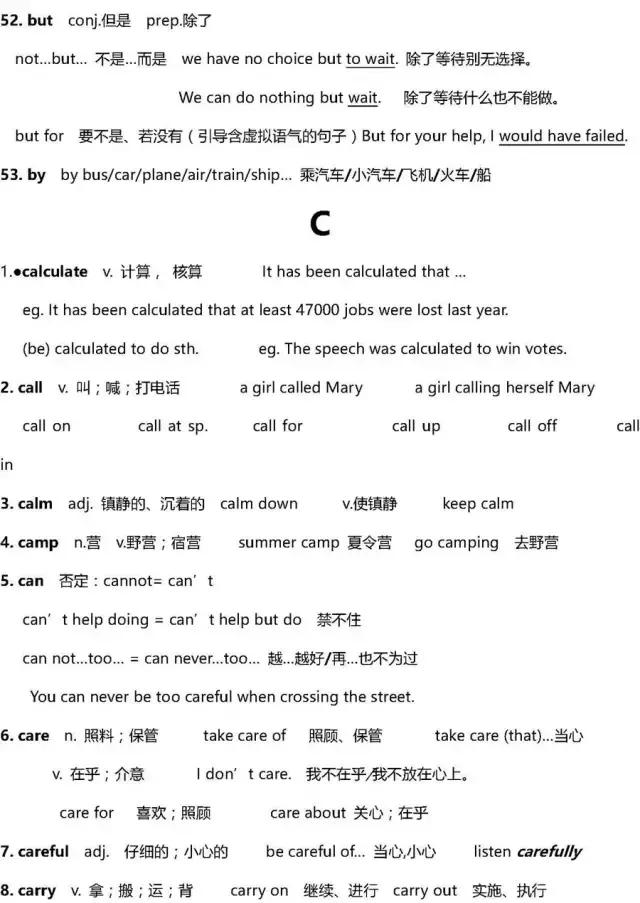 52. but conj.但是 prep.除了
not…but… 不是…而是 we have no choice but to wait. 除了等待别无选择。
We can do nothing but wait. 除了等待什么也不能做。
but for 要不是、若没有（引导含虚拟语气的句子）But for your help, I would have failed.
53. by by bus/car/plane/air/train/ship… 乘汽车/小汽车/飞机/火车/船
C
1.●calculate v. 计算， 核算 It has been calculated that …
eg. It has been calculated that at least 47000 jobs were lost last year.
(be) calculated to do sth. eg. The speech was calculated to win votes.
2. call v. 叫；喊；打电话 a girl called Mary a girl calling herself Mary
call on call at sp. call for call up call off call
in
3. calm adj. 镇静的、沉着的 calm down v.使镇静 keep calm
4. camp n.营 v.野营；宿营 summer camp 夏令营 go camping 去野营
5. can 否定：cannot= can’t
can’t help doing = can’t help but do 禁不住
can not…too… = can never…too… 越…越好/再…也不为过
You can never be too careful when crossing the street.
6. care n. 照料；保管 take care of 照顾、保管 take care (that)…当心
v. 在乎；介意 I don’t care. 我不在乎/我不放在心上。
care for 喜欢；照顾 care about 关心；在乎
7. careful adj. 仔细的；小心的 be careful of… 当心,小心 listen carefully
8. carry v. 拿；搬；运；背 carry on 继续、进行 carry out 实施、执行